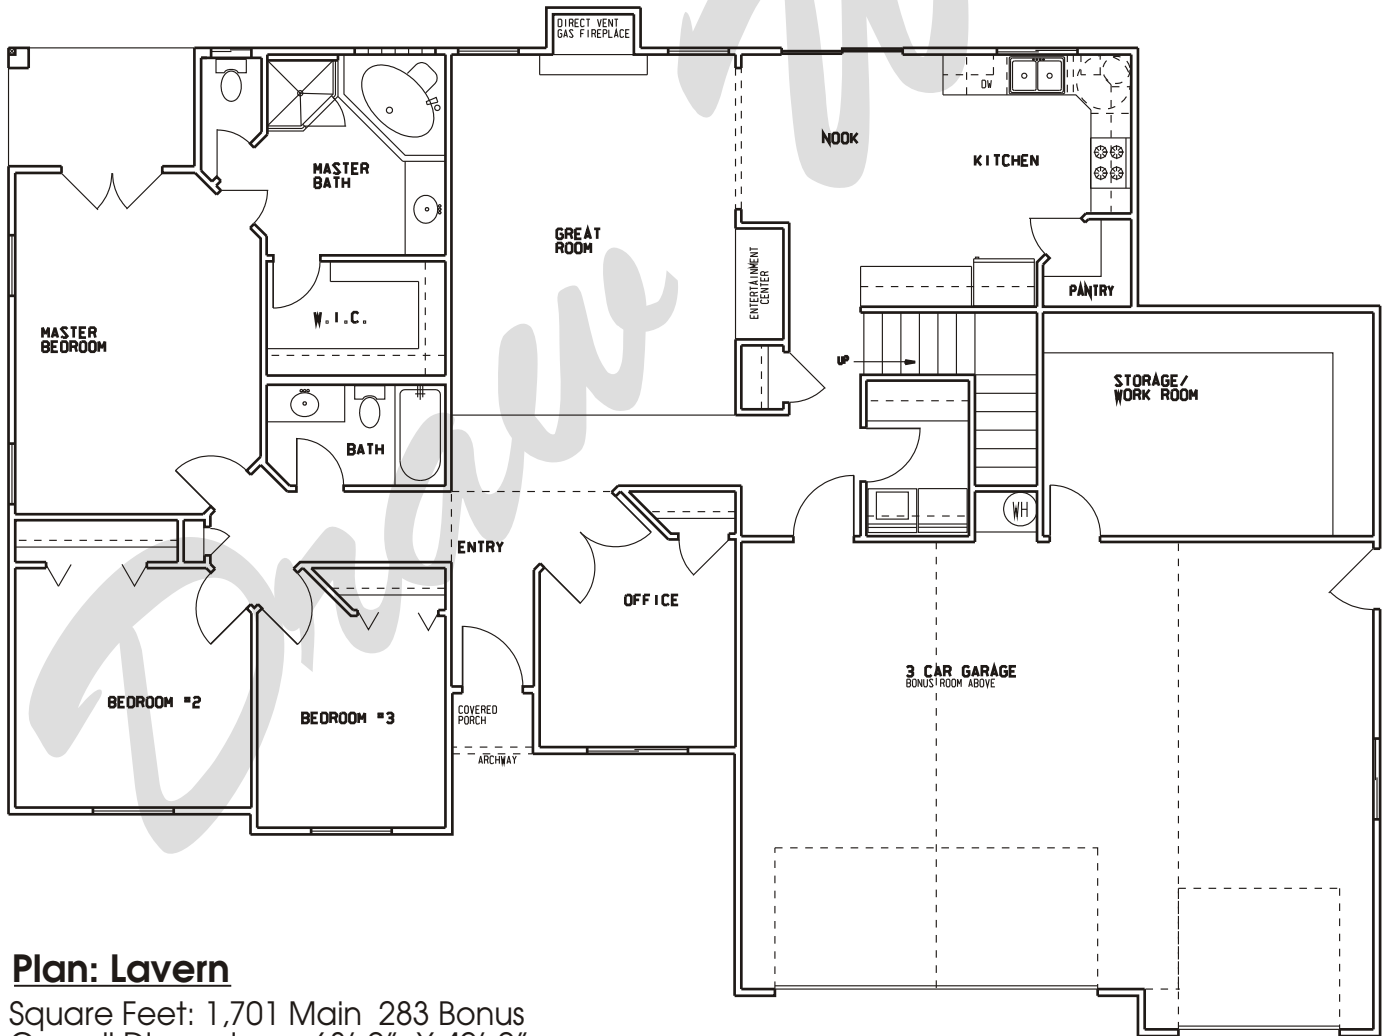 DIRECT VENT
GAS FIREPLACE
DW
NOOK
KITCHEN
MASTER
BATH
GREAT
ROOM
ENTERTAINMENT
CENTER
PANTRY
W.I.C.
MASTER
BEDROOM
UP
STORAGE/
WORK ROOM
BATH
WH
ENTRY
OFFICE
3 CAR GARAGE
BONUS ROOM ABOVE
BEDROOM #2
BEDROOM #3
COVERED
PORCH
ARCHWAY
Draw
Plan: Lavern
Square Feet: 1,701 Main 283 Bonus